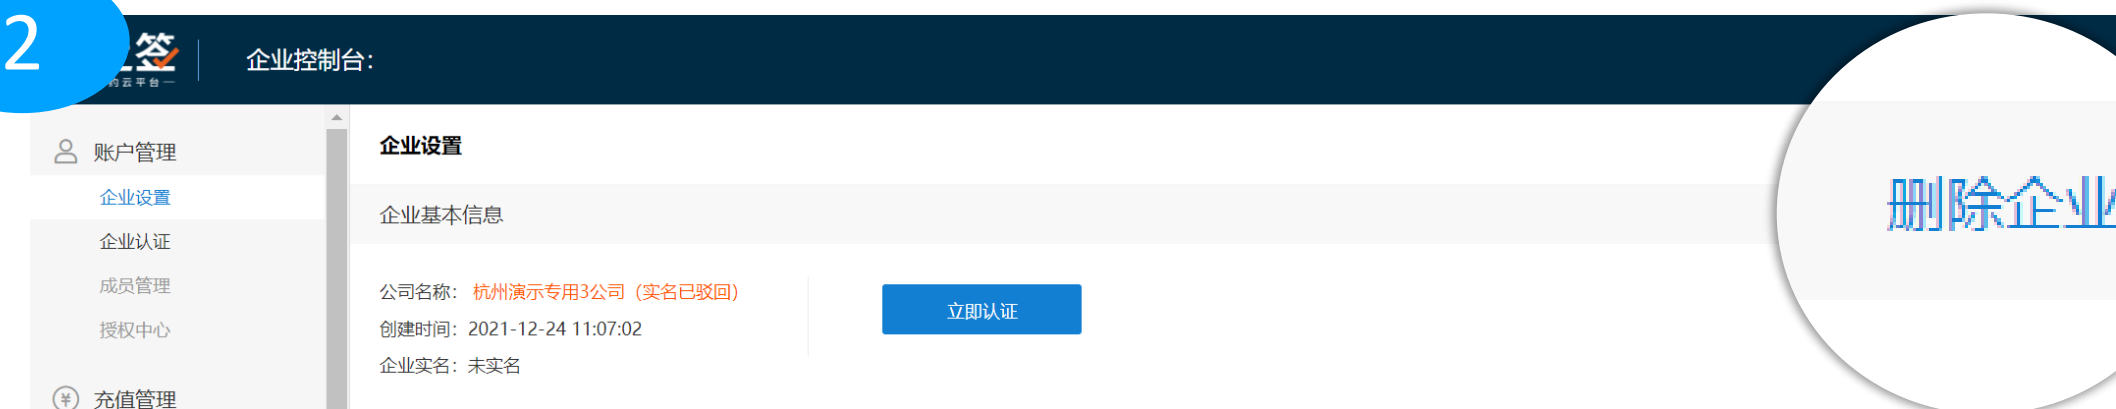 2
签
约云平台
企业控制台：
账户管理
企业设置
企业认证
成员管理
授权中心
充值管理
企业设置
企业基本信息
公司名称： 杭州演示专用3公司（实名已驳回）
创建时间：2021-12-24 11:07:02
企业实名：未实名
立即认证
删除企业